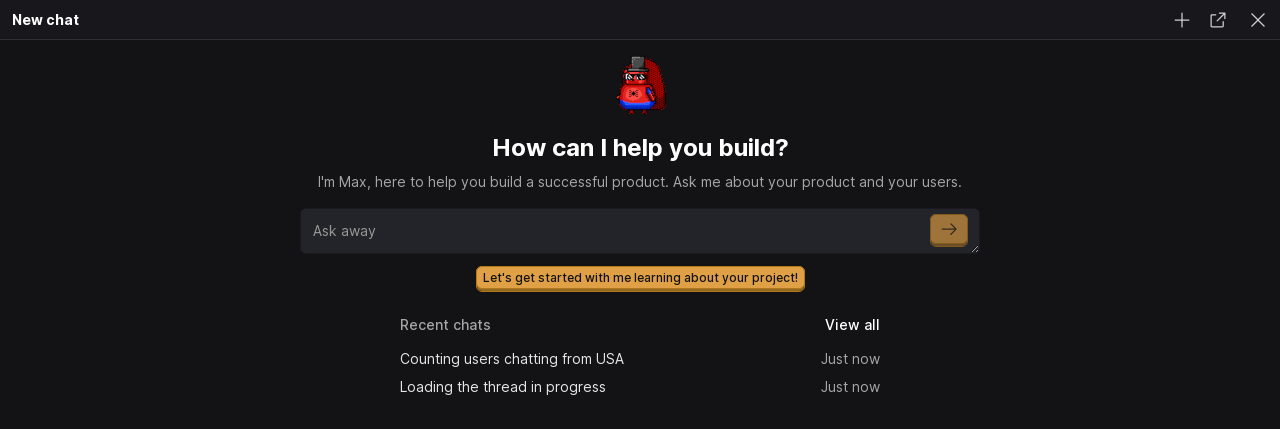 New chat
How can I help you build?
I'm Max, here to help you build a successful product. Ask me about your product and your users.
Ask away
Let's get started with me learning about your project!
Recent chats View all
Counting users chatting from USA Just now
Loading the thread in progress Just now